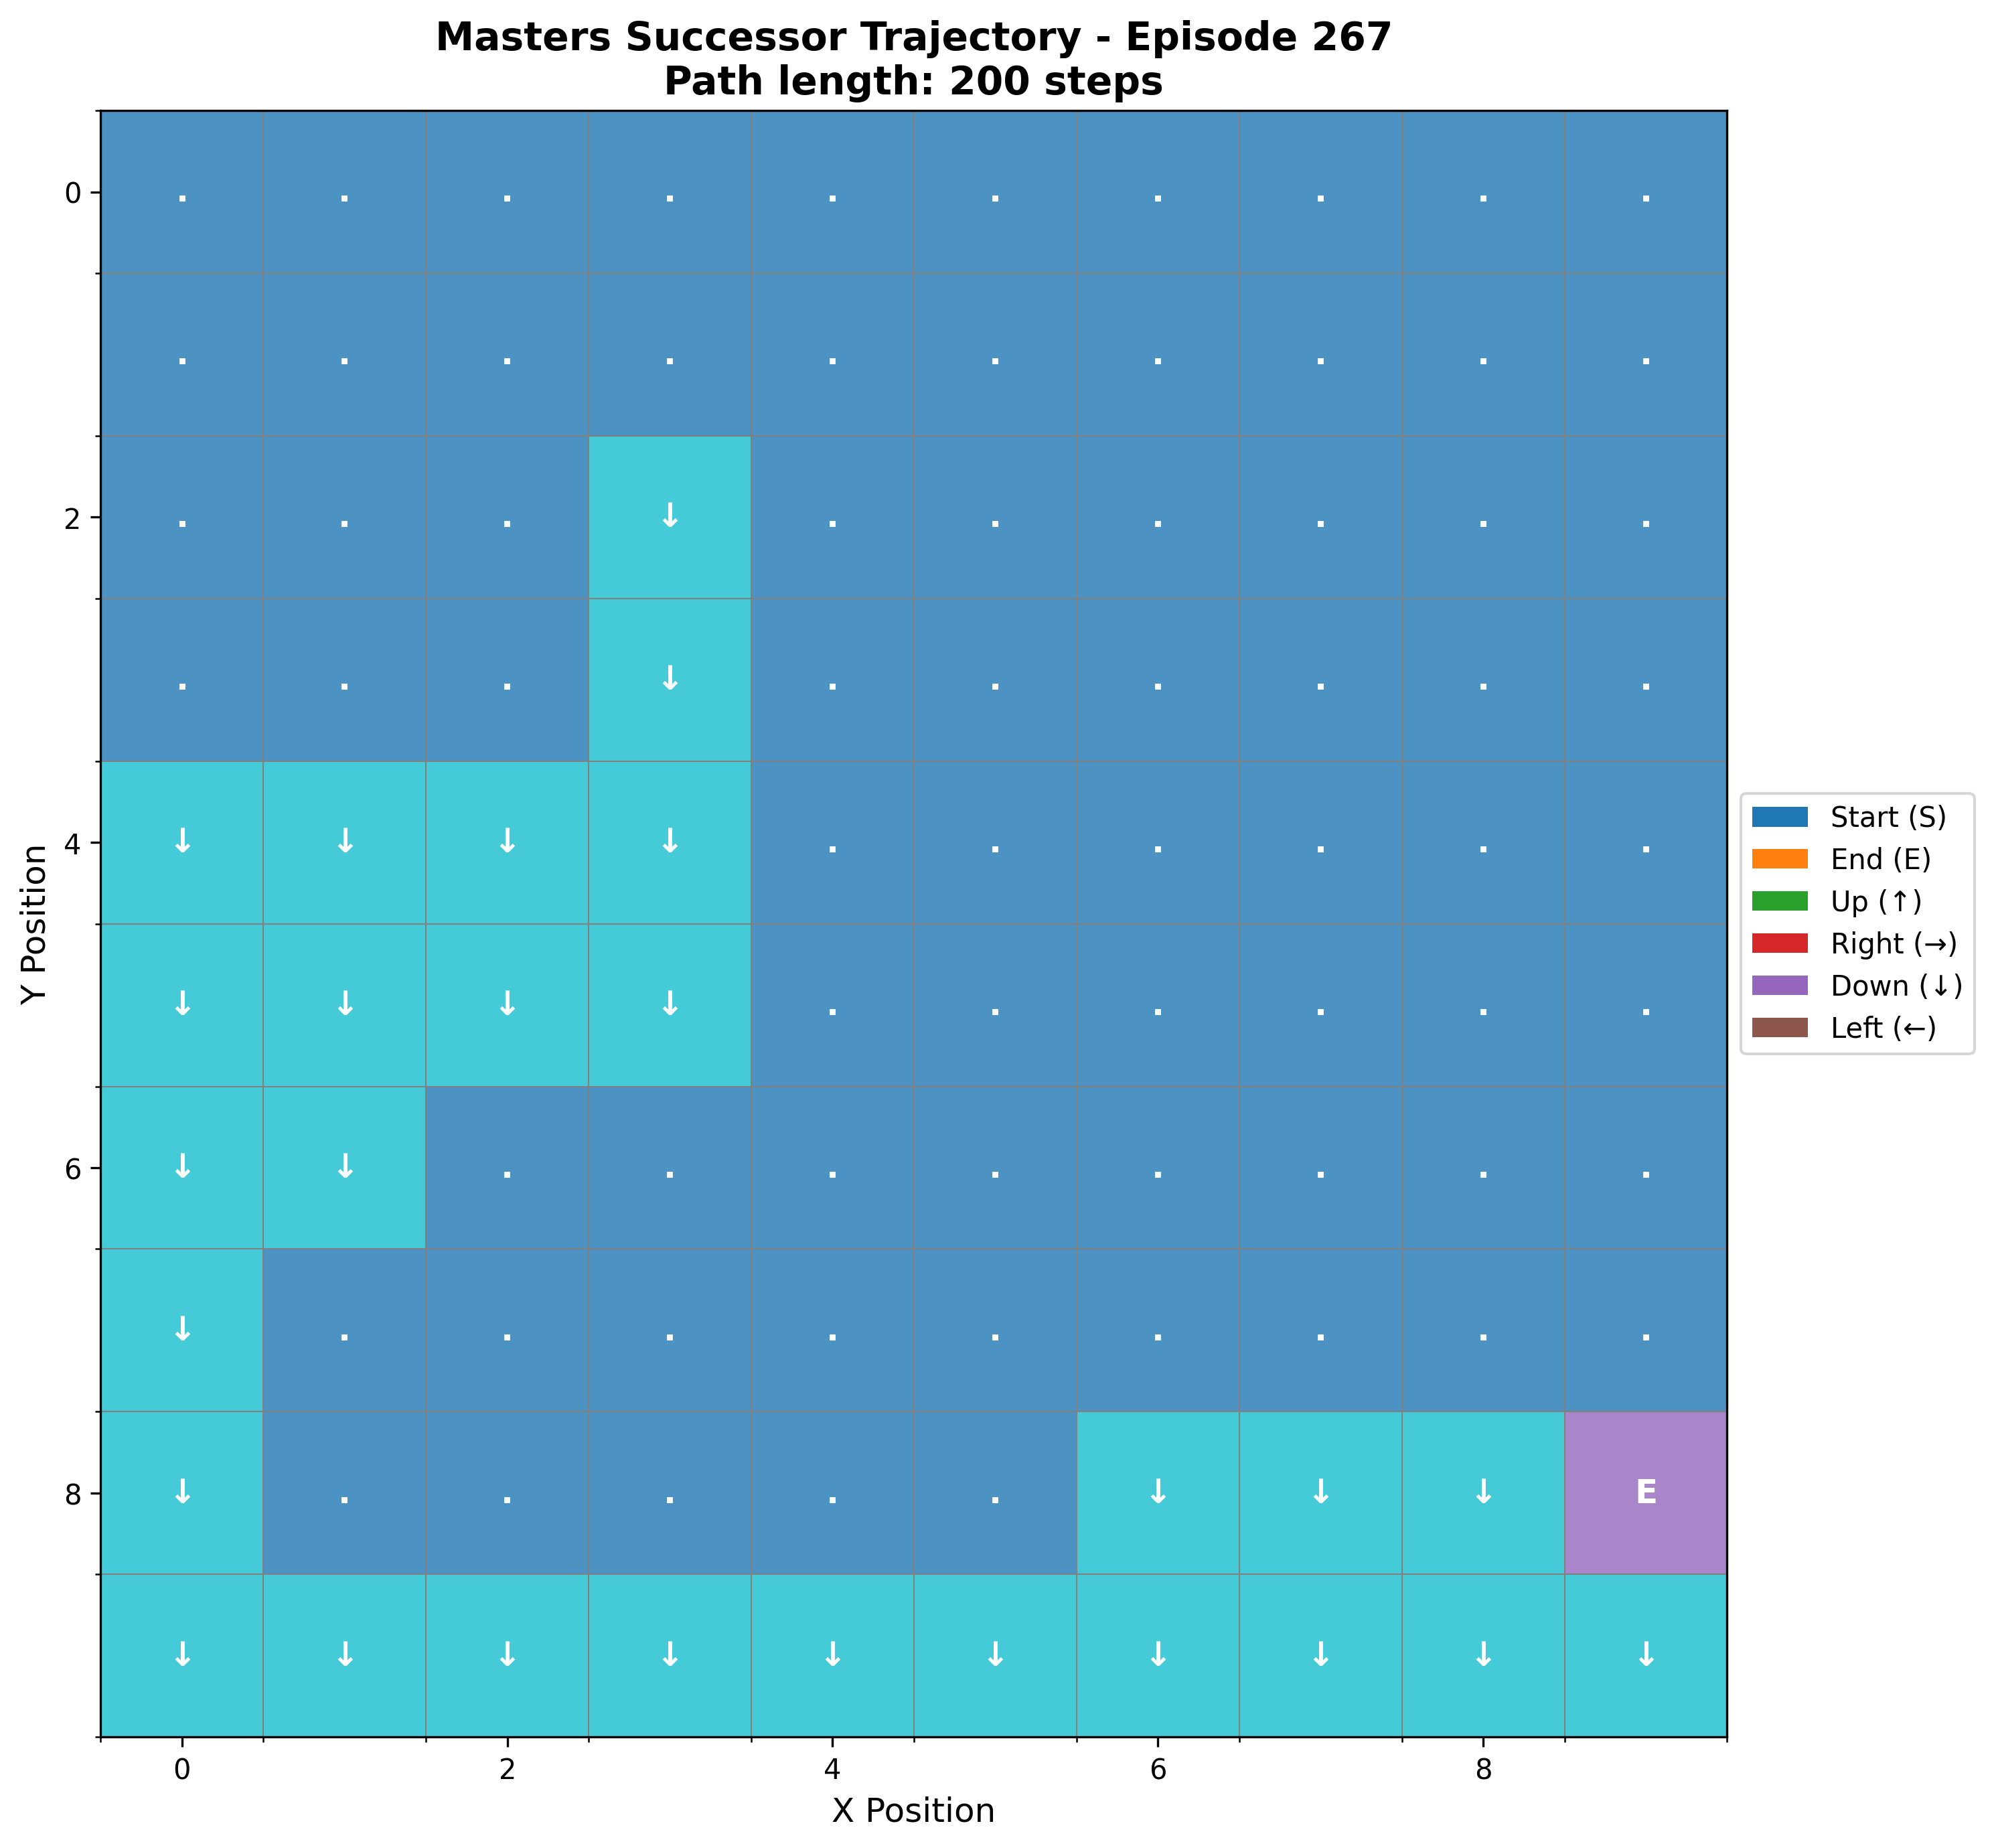 Masters Successor Trajectory - Episode 267
Path length: 200 steps
0 . . . . . . . . . .
. . . . . . . . . .
2 . . . ↓ . . . . . .
. . . ↓ . . . . . .
4 ↓ ↓ ↓ ↓ . . . . . .
↓ ↓ ↓ ↓ . . . . . .
6 ↓ ↓ . . . . . . . .
↓ . . . . . . . . .
8 ↓ . . . . . ↓ ↓ ↓ E
↓ ↓ ↓ ↓ ↓ ↓ ↓ ↓ ↓ ↓
0 2 4 6 8
X Position
Y Position
Start (S)
End (E)
Up (↑)
Right (→)
Down (↓)
Left (←)